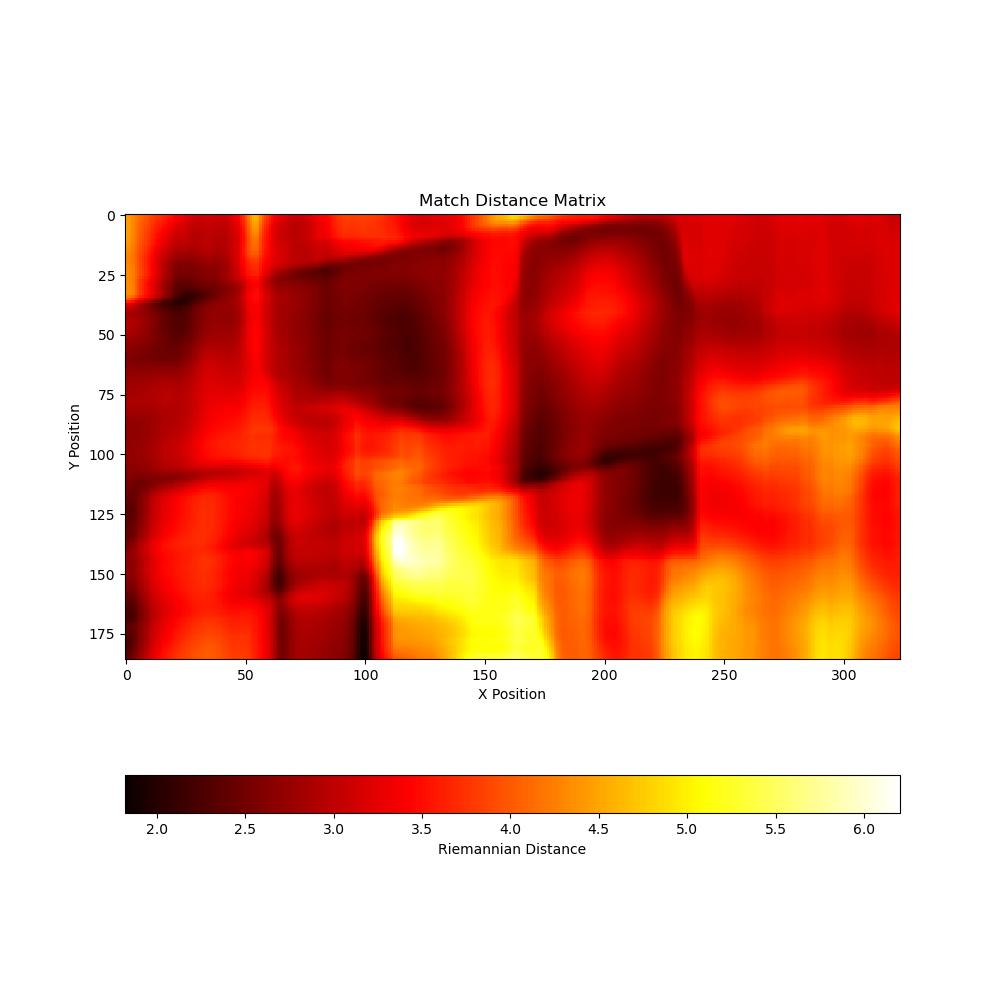 Match Distance Matrix
0
25
50
75
100
125
150
175
Y Position
0 50 100 150 200 250 300
X Position
2.0 2.5 3.0 3.5 4.0 4.5 5.0 5.5 6.0
Riemannian Distance